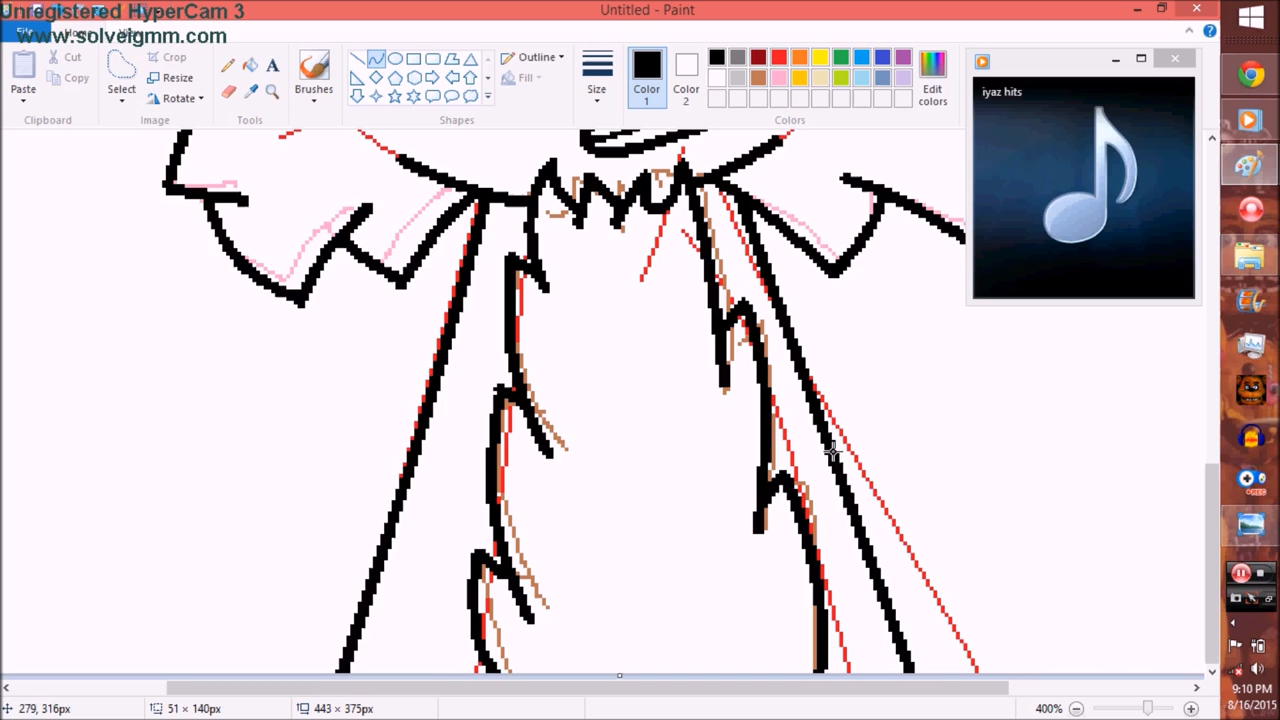 Unregistered HyperCam 3
Untitled - Paint
www.solveigmm.com
File
Paste
Cut
Copy
Clipboard
Select
Crop
Resize
Rotate
Image
Tools
Brushes
Shapes
Outline
Fill
Size
Color 1
Color 2
Colors
Edit colors
iyaz hits
REC
279, 316px
51 × 140px
443 × 375px
400%
9:10 PM
8/16/2015